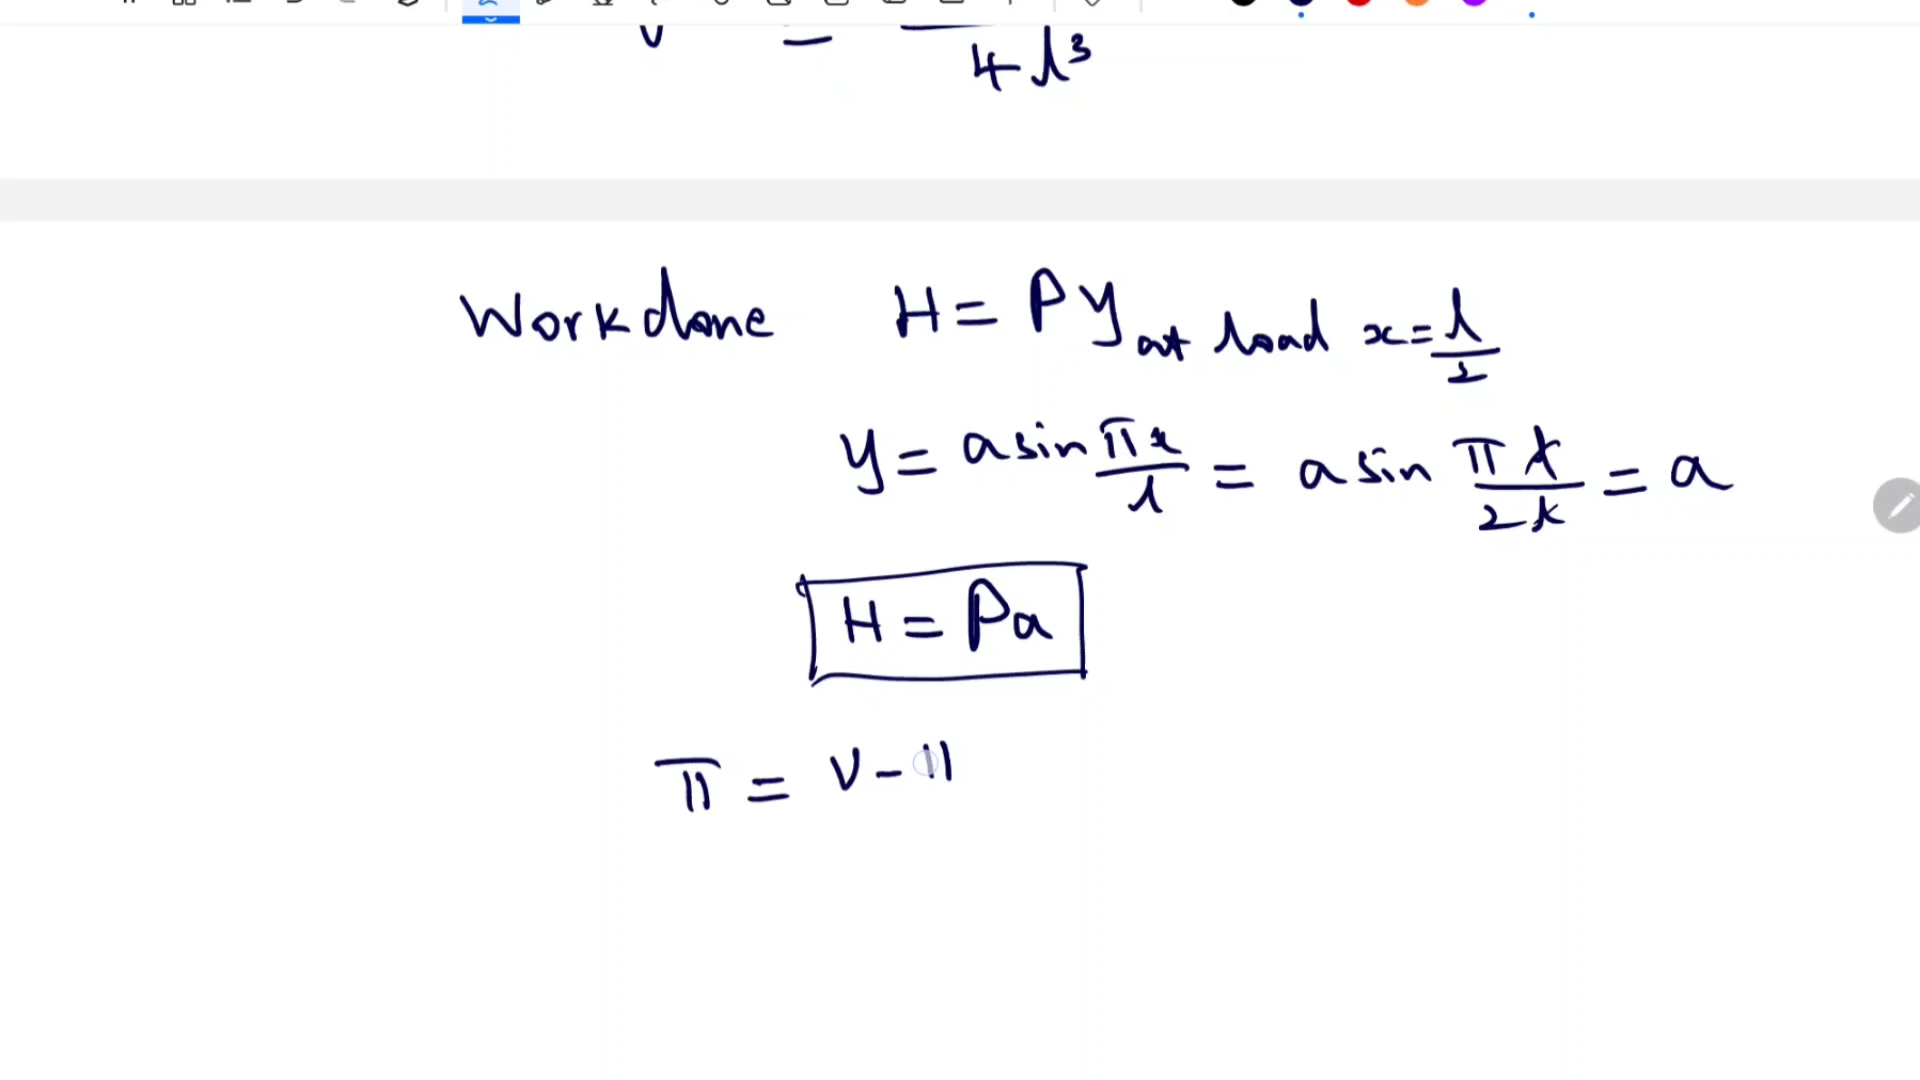 = 4l³
Workdone H = Py at load x = l/2
y = a sin πx/l = a sin πl/2l = a
H = Pa
π = v -